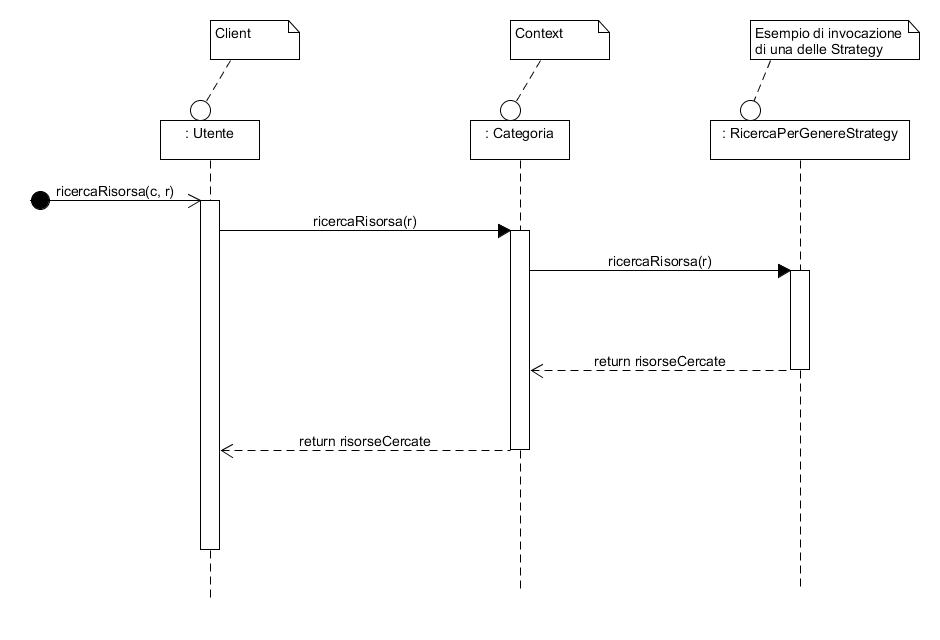 Client
Context
Esempio di invocazione
di una delle Strategy
: Utente
: Categoria
: RicercaPerGenereStrategy
ricercaRisorsa(c, r)
ricercaRisorsa(r)
ricercaRisorsa(r)
return risorseCercate
return risorseCercate